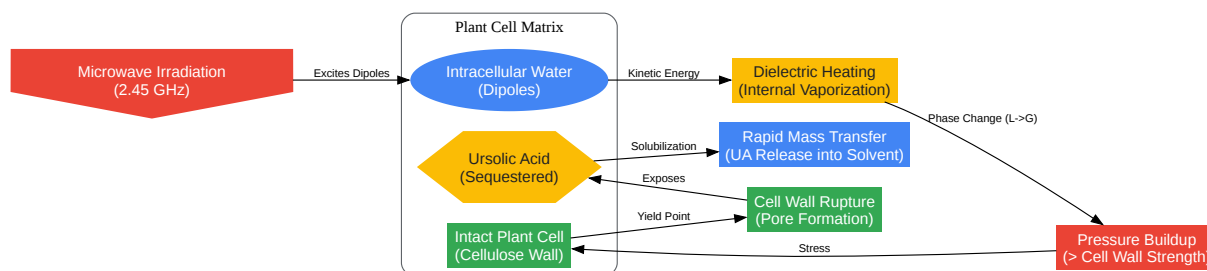 Plant Cell Matrix
Microwave Irradiation
(2.45 GHz)
Excites Dipoles
Intracellular Water
(Dipoles)
Kinetic Energy
Dielectric Heating
(Internal Vaporization)
Phase Change (L->G)
Ursolic Acid
(Sequestered)
Solubilization
Rapid Mass Transfer
(UA Release into Solvent)
Exposes
Cell Wall Rupture
(Pore Formation)
Yield Point
Intact Plant Cell
(Cellulose Wall)
Stress
Pressure Buildup
(> Cell Wall Strength)